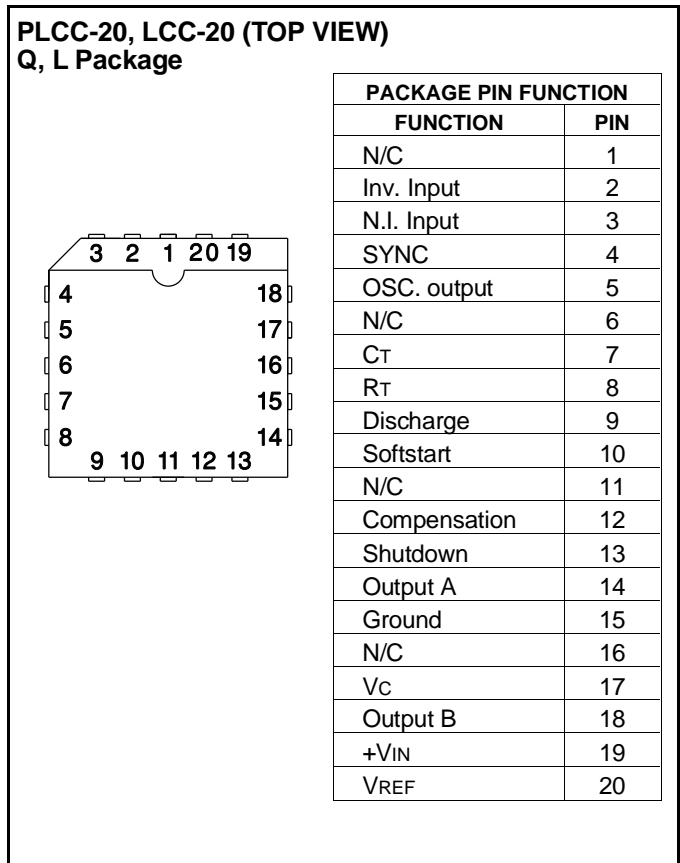 PLCC-20, LCC-20 (TOP VIEW)
Q, L Package
3 2 1 20 19
4 18
5 17
6 16
7 15
8 14
9 10 11 12 13
PACKAGE PIN FUNCTION
FUNCTION PIN
N/C 1
Inv. Input 2
N.I. Input 3
SYNC 4
OSC. output 5
N/C 6
CT 7
RT 8
Discharge 9
Softstart 10
N/C 11
Compensation 12
Shutdown 13
Output A 14
Ground 15
N/C 16
VC 17
Output B 18
+VIN 19
VREF 20